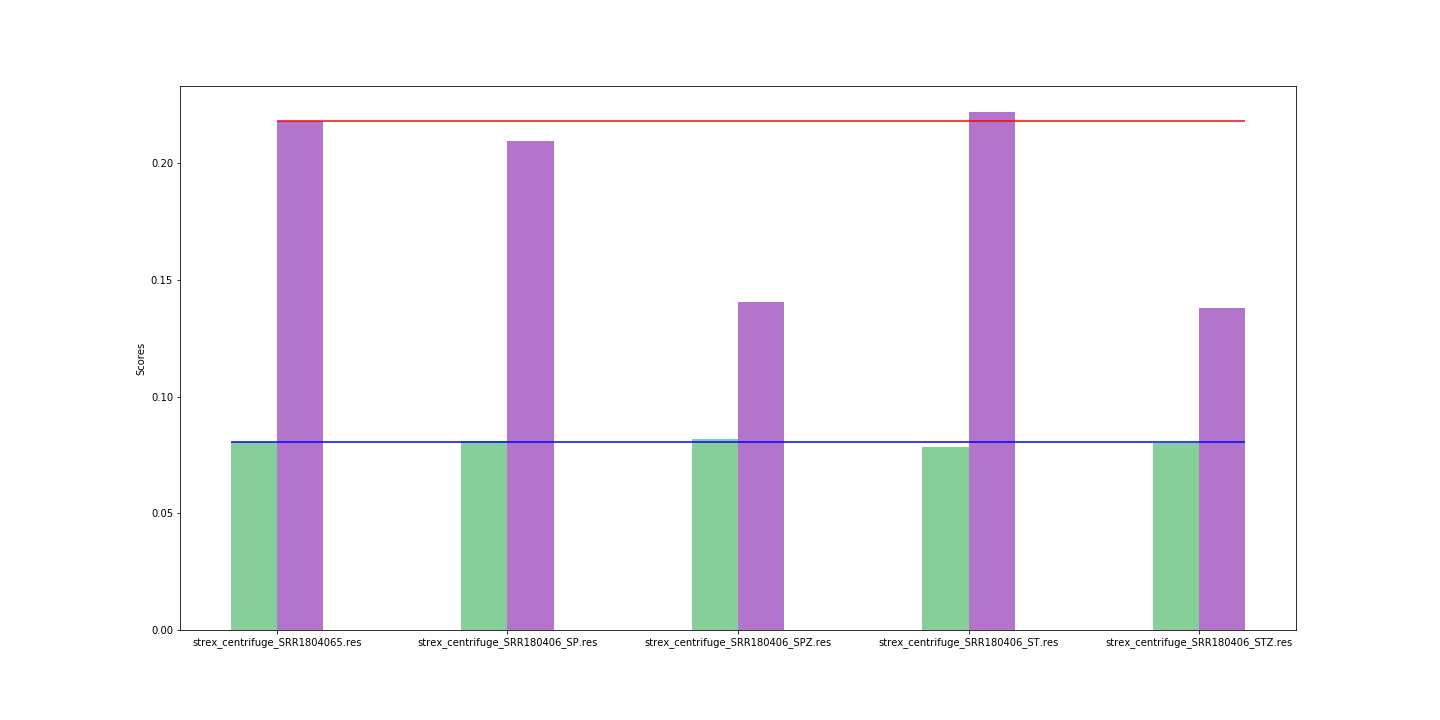 Scores
0.20
0.15
0.10
0.05
0.00
strex_centrifuge_SRR1804065.res
strex_centrifuge_SRR180406_SP.res
strex_centrifuge_SRR180406_SPZ.res
strex_centrifuge_SRR180406_ST.res
strex_centrifuge_SRR180406_STZ.res